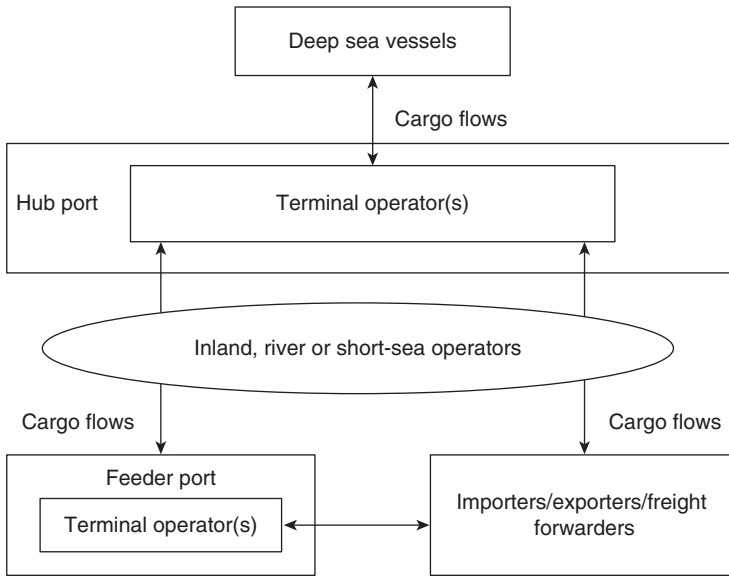 Deep sea vessels
Cargo flows
Hub port
Terminal operator(s)
Inland, river or short-sea operators
Cargo flows
Cargo flows
Feeder port
Terminal operator(s)
Importers/exporters/freight
forwarders